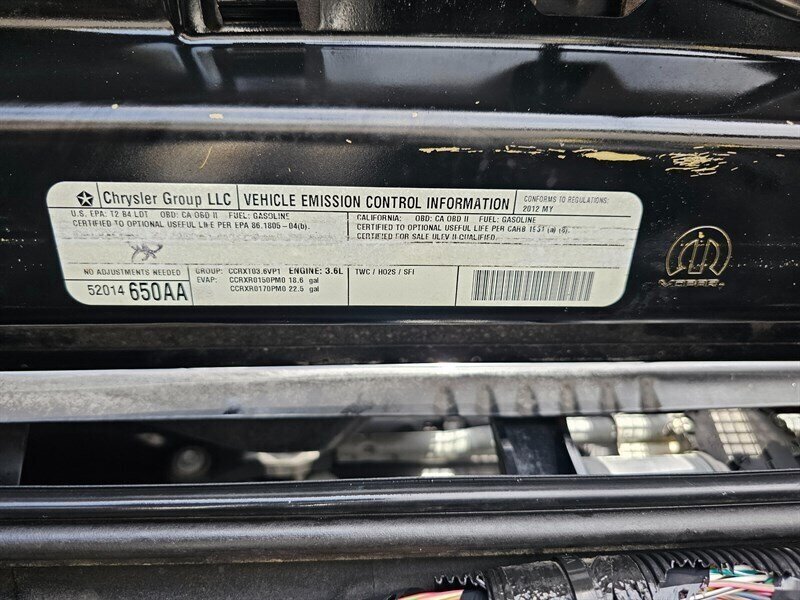 Chrysler Group LLC
VEHICLE EMISSION CONTROL INFORMATION
CONFORMS TO REGULATIONS:
2012 MY
U.S. EPA: T2 B4 LDT OBD: CA OBD II FUEL: GASOLINE
CERTIFIED TO OPTIONAL USEFUL LIFE PER EPA 86.1805-04(b).
CALIFORNIA: OBD: CA OBD II FUEL: GASOLINE
CERTIFIED TO OPTIONAL USEFUL LIFE PER CARB 1961
CERTIFIED FOR SALE ULEV II QUALIFIED.
NO ADJUSTMENTS NEEDED
52014 650AA
GROUP: CCRXT03.6VP1 ENGINE: 3.6L
EVAP: CCRXR0150PM0 18.6 gal
CCRXR0170PM0 22.5 gal
TWC / HO2S / SFI
MOPAR